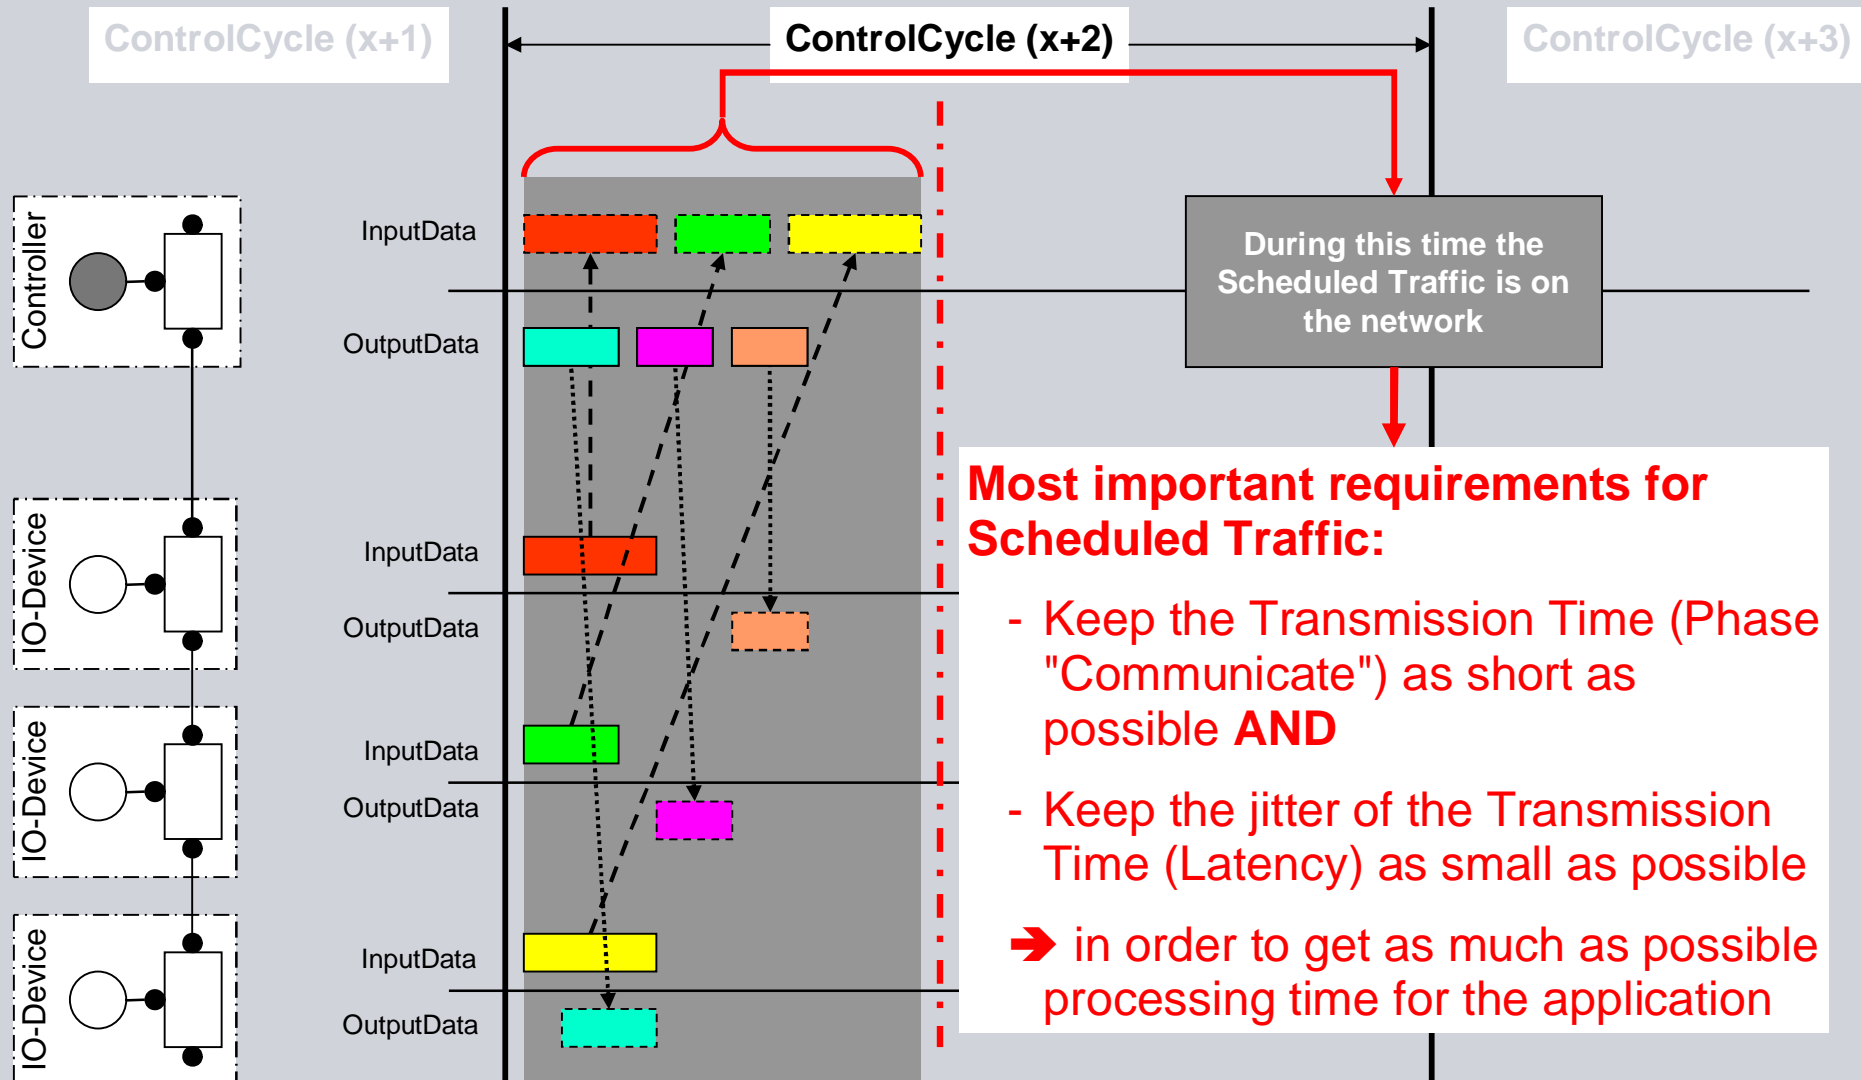 ControlCycle (x+1)
ControlCycle (x+2)
ControlCycle (x+3)
Controller
InputData
OutputData
During this time the
Scheduled Traffic is on
the network
IO-Device
InputData
OutputData
IO-Device
InputData
OutputData
IO-Device
InputData
OutputData
Most important requirements for
Scheduled Traffic:
- Keep the Transmission Time (Phase
"Communicate") as short as
possible AND
- Keep the jitter of the Transmission
Time (Latency) as small as possible
➔ in order to get as much as possible
processing time for the application